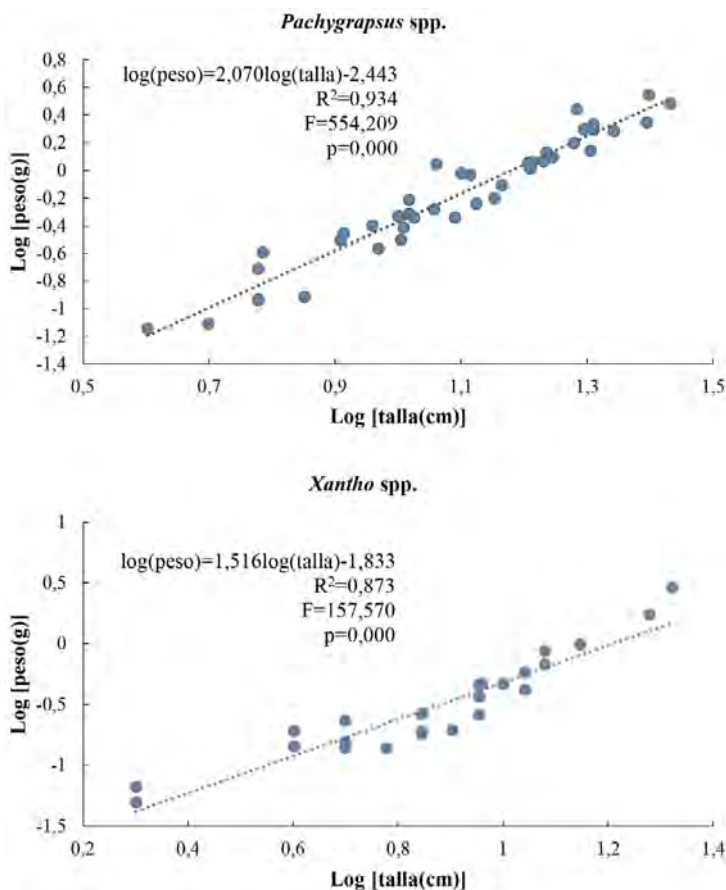 Pachygrapsus spp.
0,8
0,6
0,4
0,2
0
-0,2
-0,4
-0,6
-0,8
-1
-1,2
-1,4
Log [peso(g)]
log(peso)=2,070log(talla)-2,443
R²=0,934
F=554,209
p=0,000
0,5 0,7 0,9 1,1 1,3 1,5
Log [talla(cm)]
Xantho spp.
1
0,5
0
-0,5
-1
-1,5
Log [peso(g)]
log(peso)=1,516log(talla)-1,833
R²=0,873
F=157,570
p=0,000
0,2 0,4 0,6 0,8 1 1,2 1,4
Log [talla(cm)]